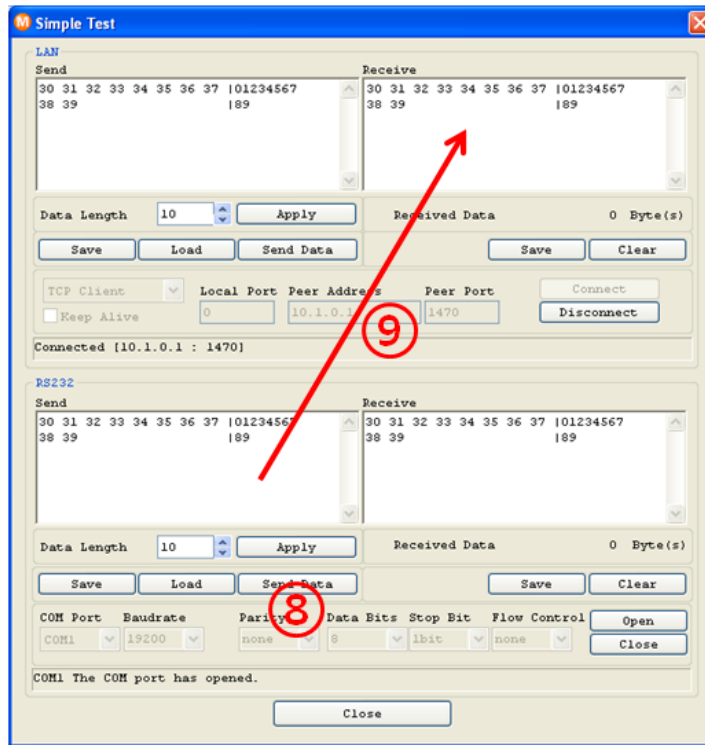 Simple Test
LAN
Send Receive
30 31 32 33 34 35 36 37 |01234567 30 31 32 33 34 35 36 37 |01234567
38 39 |89 38 39 |89
Data Length 10 Apply Received Data 0 Byte(s)
Save Load Send Data Save Clear
TCP Client Local Port Peer Address Peer Port Connect
Keep Alive 0 10.1.0.1 1470 Disconnect
⑨
Connected [10.1.0.1 : 1470]
RS232
Send Receive
30 31 32 33 34 35 36 37 |01234567 30 31 32 33 34 35 36 37 |01234567
38 39 |89 38 39 |89
Data Length 10 Apply Received Data 0 Byte(s)
Save Load Send Data Save Clear
⑧
COM Port Baudrate Parity Data Bits Stop Bit Flow Control Open
COM1 19200 none 8 1bit none Close
COM1 The COM port has opened.
Close